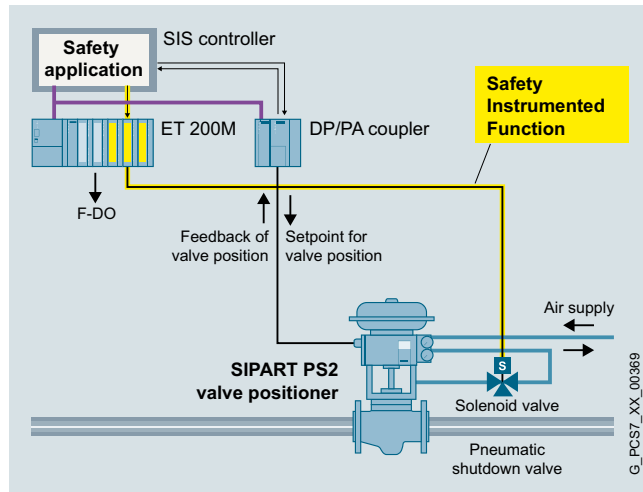 SIS controller
Safety
application
Safety
Instrumented
Function
ET 200M
DP/PA coupler
F-DO
Feedback of
valve position
Setpoint for
valve position
Air supply
SIPART PS2
valve positioner
S
Solenoid valve
Pneumatic
shutdown valve
G_PCS7_XX_00369